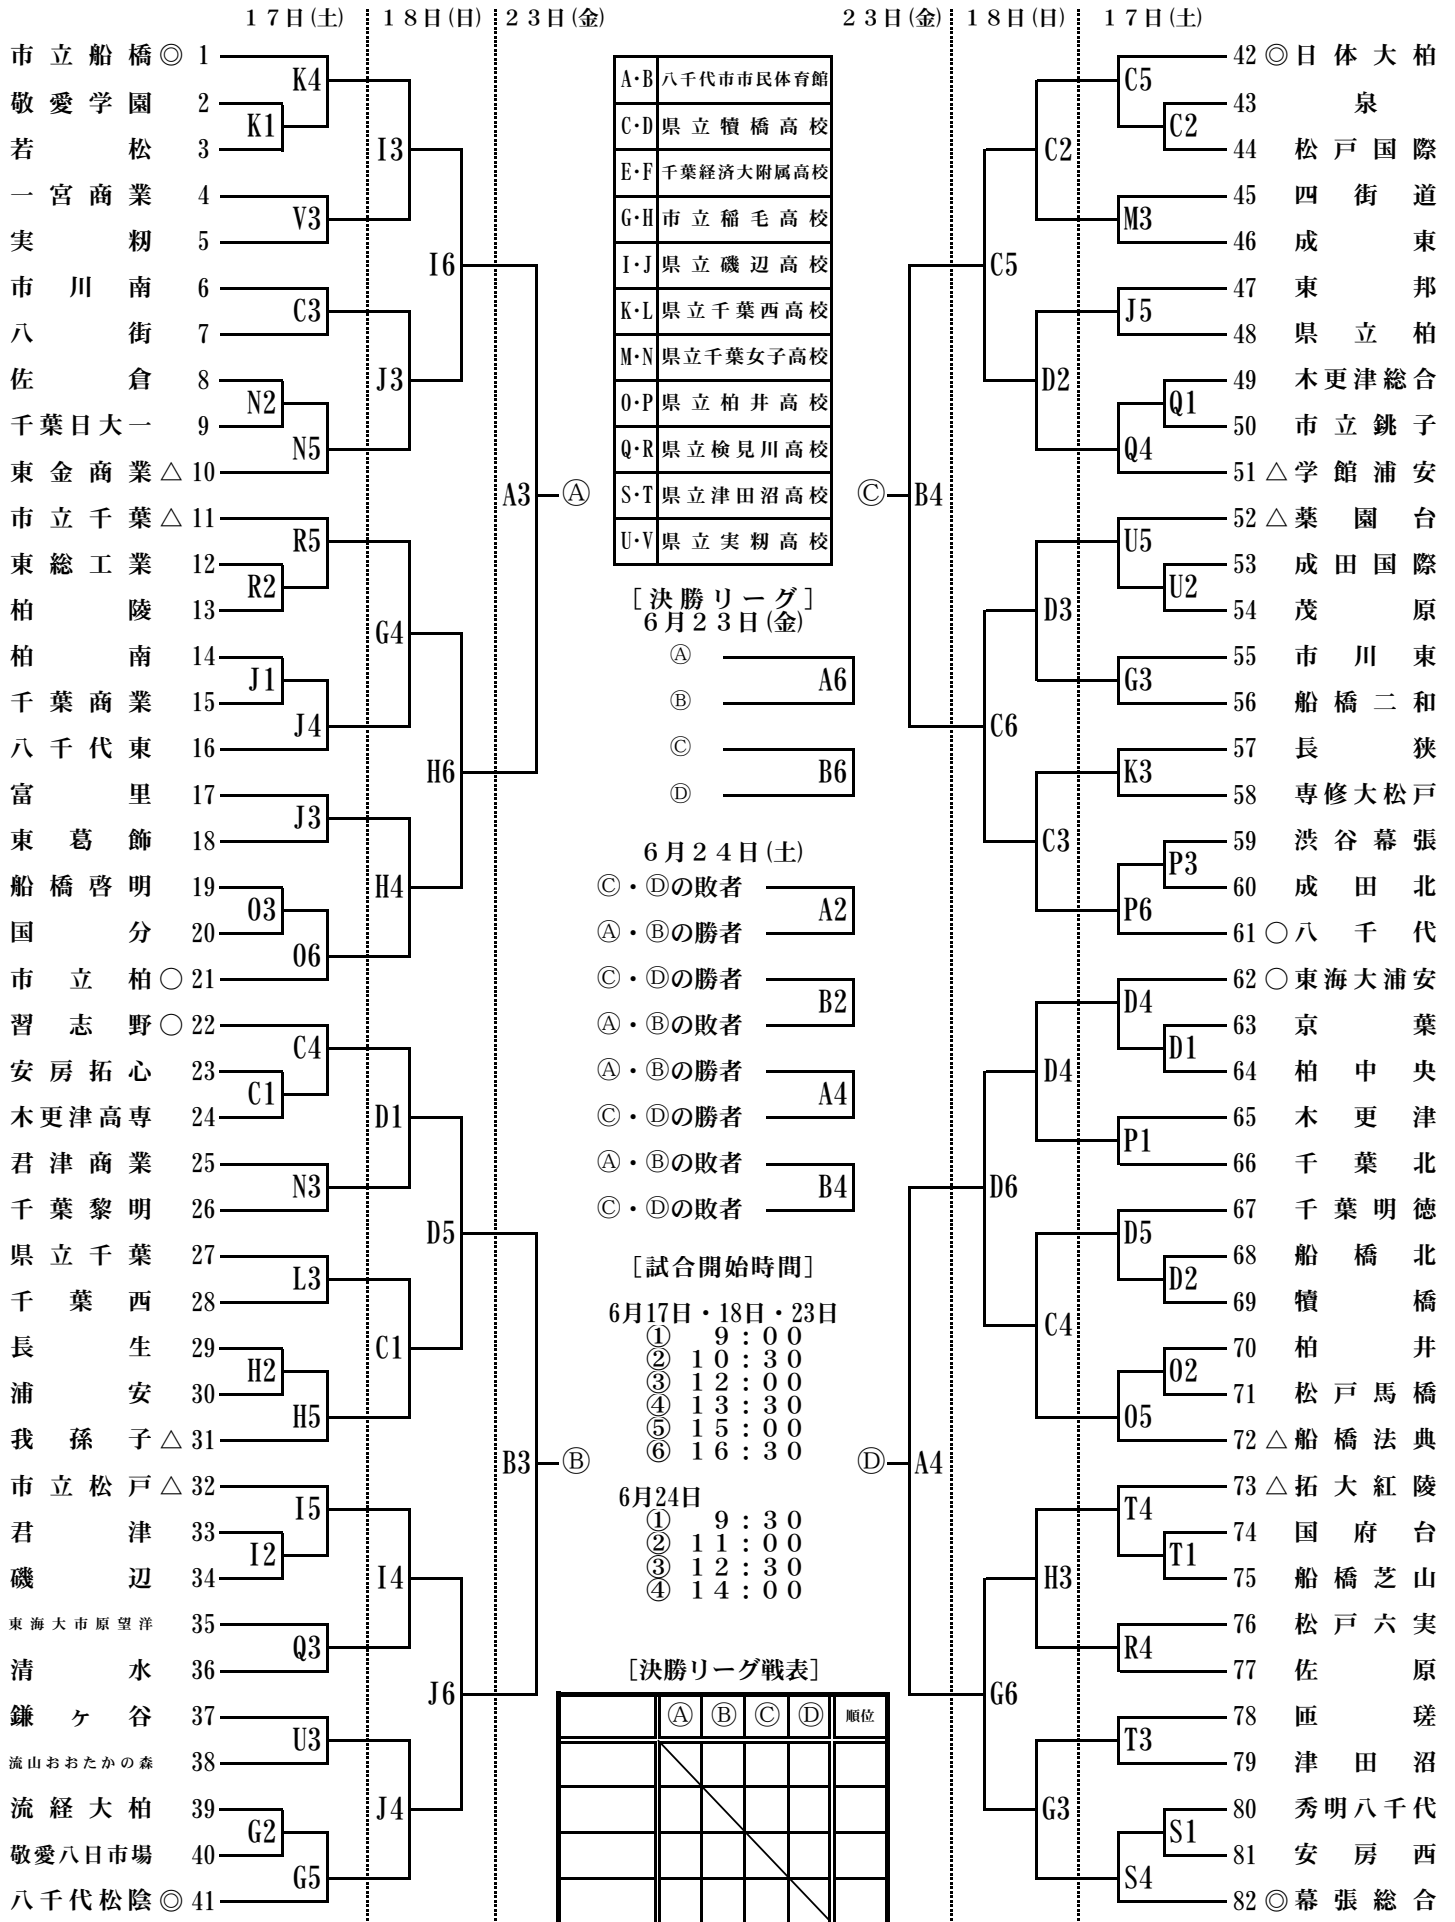 １７日(土) １８日(日) ２３日(金)
２３日(金) １８日(日) １７日(土)
市立船橋◎ 1
敬愛学園 2
若松 3
一宮商業 4
実籾 5
市川南 6
八街 7
佐倉 8
千葉日大一 9
東金商業△ 10
市立千葉△ 11
東総工業 12
柏陵 13
柏南 14
千葉商業 15
八千代東 16
富里 17
東葛飾 18
船橋啓明 19
国分 20
市立柏○ 21
習志野○ 22
安房拓心 23
木更津高専 24
君津商業 25
千葉黎明 26
県立千葉 27
千葉西 28
長生 29
浦安 30
我孫子△ 31
市立松戸△ 32
君津 33
磯辺 34
東海大市原望洋 35
清水 36
鎌ヶ谷 37
流山おおたかの森 38
流経大柏 39
敬愛八日市場 40
八千代松陰◎ 41
K4
K1
V3
C3
N2
N5
R5
R2
J1
J4
J3
O3
O6
C4
C1
N3
L3
H2
H5
I5
I2
Q3
U3
G2
G5
I3
J3
G4
H4
D1
C1
I4
J4
I6
H6
D5
J6
A3
Ⓐ
B3
Ⓑ
A・B 八千代市市民体育館
C・D 県立犢橋高校
E・F 千葉経済大附属高校
G・H 市立稲毛高校
I・J 県立磯辺高校
K・L 県立千葉西高校
M・N 県立千葉女子高校
O・P 県立柏井高校
Q・R 県立検見川高校
S・T 県立津田沼高校
U・V 県立実籾高校
［決勝リーグ］
６月２３日(金)
Ⓐ
A6
Ⓑ
Ⓒ
B6
Ⓓ
６月２４日(土)
Ⓒ・Ⓓの敗者
A2
Ⓐ・Ⓑの勝者
Ⓒ・Ⓓの勝者
B2
Ⓐ・Ⓑの敗者
Ⓐ・Ⓑの勝者
A4
Ⓒ・Ⓓの勝者
Ⓐ・Ⓑの敗者
B4
Ⓒ・Ⓓの敗者
［試合開始時間］
6月17日・18日・23日
① ９：００
② １０：３０
③ １２：００
④ １３：３０
⑤ １５：００
⑥ １６：３０
6月24日
① ９：３０
② １１：００
③ １２：３０
④ １４：００
［決勝リーグ戦表］
Ⓐ Ⓑ Ⓒ Ⓓ 順位
Ⓒ
B4
Ⓓ
A4
C5
C6
D6
G6
C2
D2
D3
C3
D4
C4
H3
G3
C5
C2
M3
J5
Q1
Q4
U5
U2
G3
K3
P3
P6
D4
D1
P1
D5
D2
O2
O5
T4
T1
R4
T3
S1
S4
42 ◎日体大柏
43 泉
44 松戸国際
45 四街道
46 成東
47 東邦
48 県立柏
49 木更津総合
50 市立銚子
51 △学館浦安
52 △薬園台
53 成田国際
54 茂原
55 市川東
56 船橋二和
57 長狭
58 専修大松戸
59 渋谷幕張
60 成田北
61 ○八千代
62 ○東海大浦安
63 京葉
64 柏中央
65 木更津
66 千葉北
67 千葉明徳
68 船橋北
69 犢橋
70 柏井
71 松戸馬橋
72 △船橋法典
73 △拓大紅陵
74 国府台
75 船橋芝山
76 松戸六実
77 佐原
78 匝瑳
79 津田沼
80 秀明八千代
81 安房西
82 ◎幕張総合